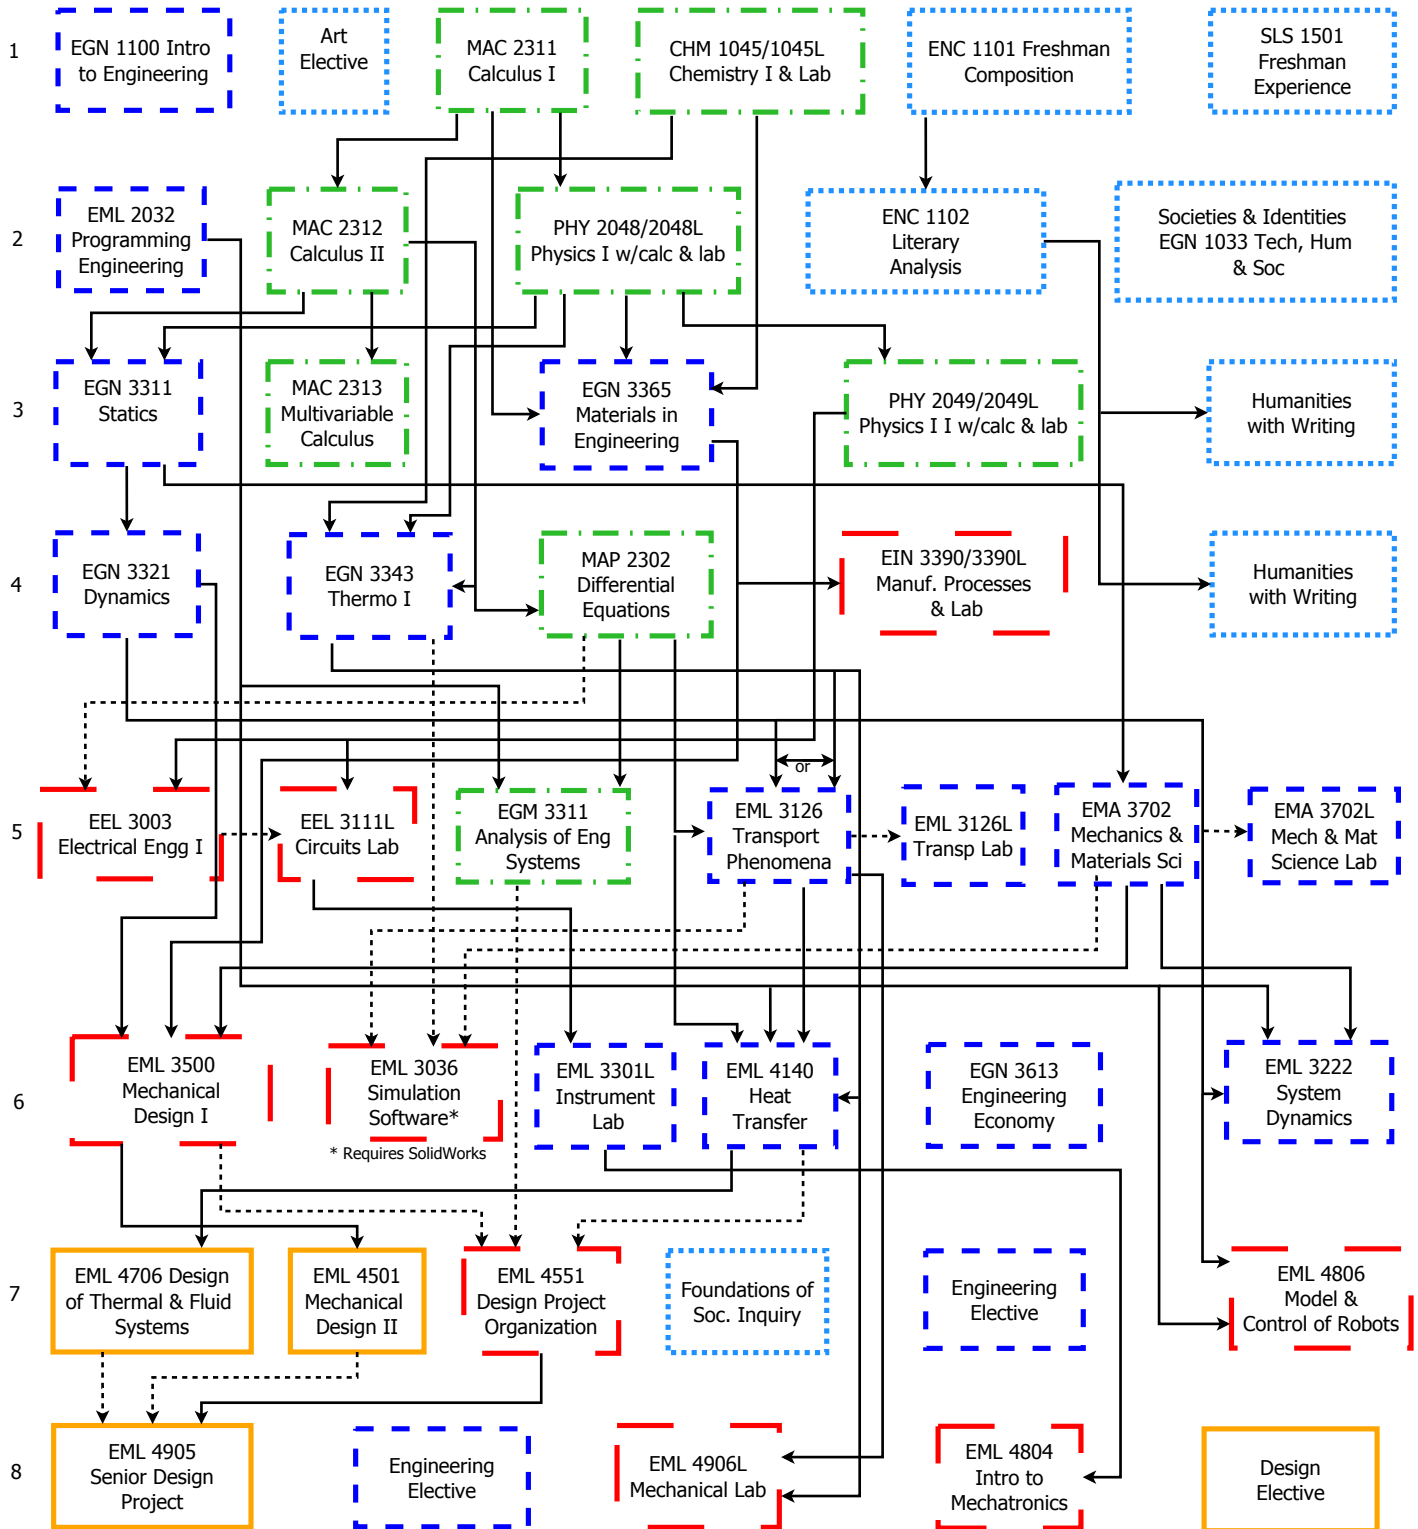 1
EGN 1100 Intro
to Engineering
Art
Elective
MAC 2311
Calculus I
CHM 1045/1045L
Chemistry I & Lab
ENC 1101 Freshman
Composition
SLS 1501
Freshman
Experience
2
EML 2032
Programming
Engineering
MAC 2312
Calculus II
PHY 2048/2048L
Physics I w/calc & lab
ENC 1102
Literary
Analysis
Societies & Identities
EGN 1033 Tech, Hum
& Soc
3
EGN 3311
Statics
MAC 2313
Multivariable
Calculus
EGN 3365
Materials in
Engineering
PHY 2049/2049L
Physics I I w/calc & lab
Humanities
with Writing
4
EGN 3321
Dynamics
EGN 3343
Thermo I
MAP 2302
Differential
Equations
EIN 3390/3390L
Manuf. Processes
& Lab
Humanities
with Writing
or
5
EEL 3003
Electrical Engg I
EEL 3111L
Circuits Lab
EGM 3311
Analysis of Eng
Systems
EML 3126
Transport
Phenomena
EML 3126L
Transp Lab
EMA 3702
Mechanics &
Materials Sci
EMA 3702L
Mech & Mat
Science Lab
6
EML 3500
Mechanical
Design I
EML 3036
Simulation
Software*
* Requires SolidWorks
EML 3301L
Instrument
Lab
EML 4140
Heat
Transfer
EGN 3613
Engineering
Economy
EML 3222
System
Dynamics
7
EML 4706 Design
of Thermal & Fluid
Systems
EML 4501
Mechanical
Design II
EML 4551
Design Project
Organization
Foundations of
Soc. Inquiry
Engineering
Elective
EML 4806
Model &
Control of Robots
8
EML 4905
Senior Design
Project
Engineering
Elective
EML 4906L
Mechanical Lab
EML 4804
Intro to
Mechatronics
Design
Elective